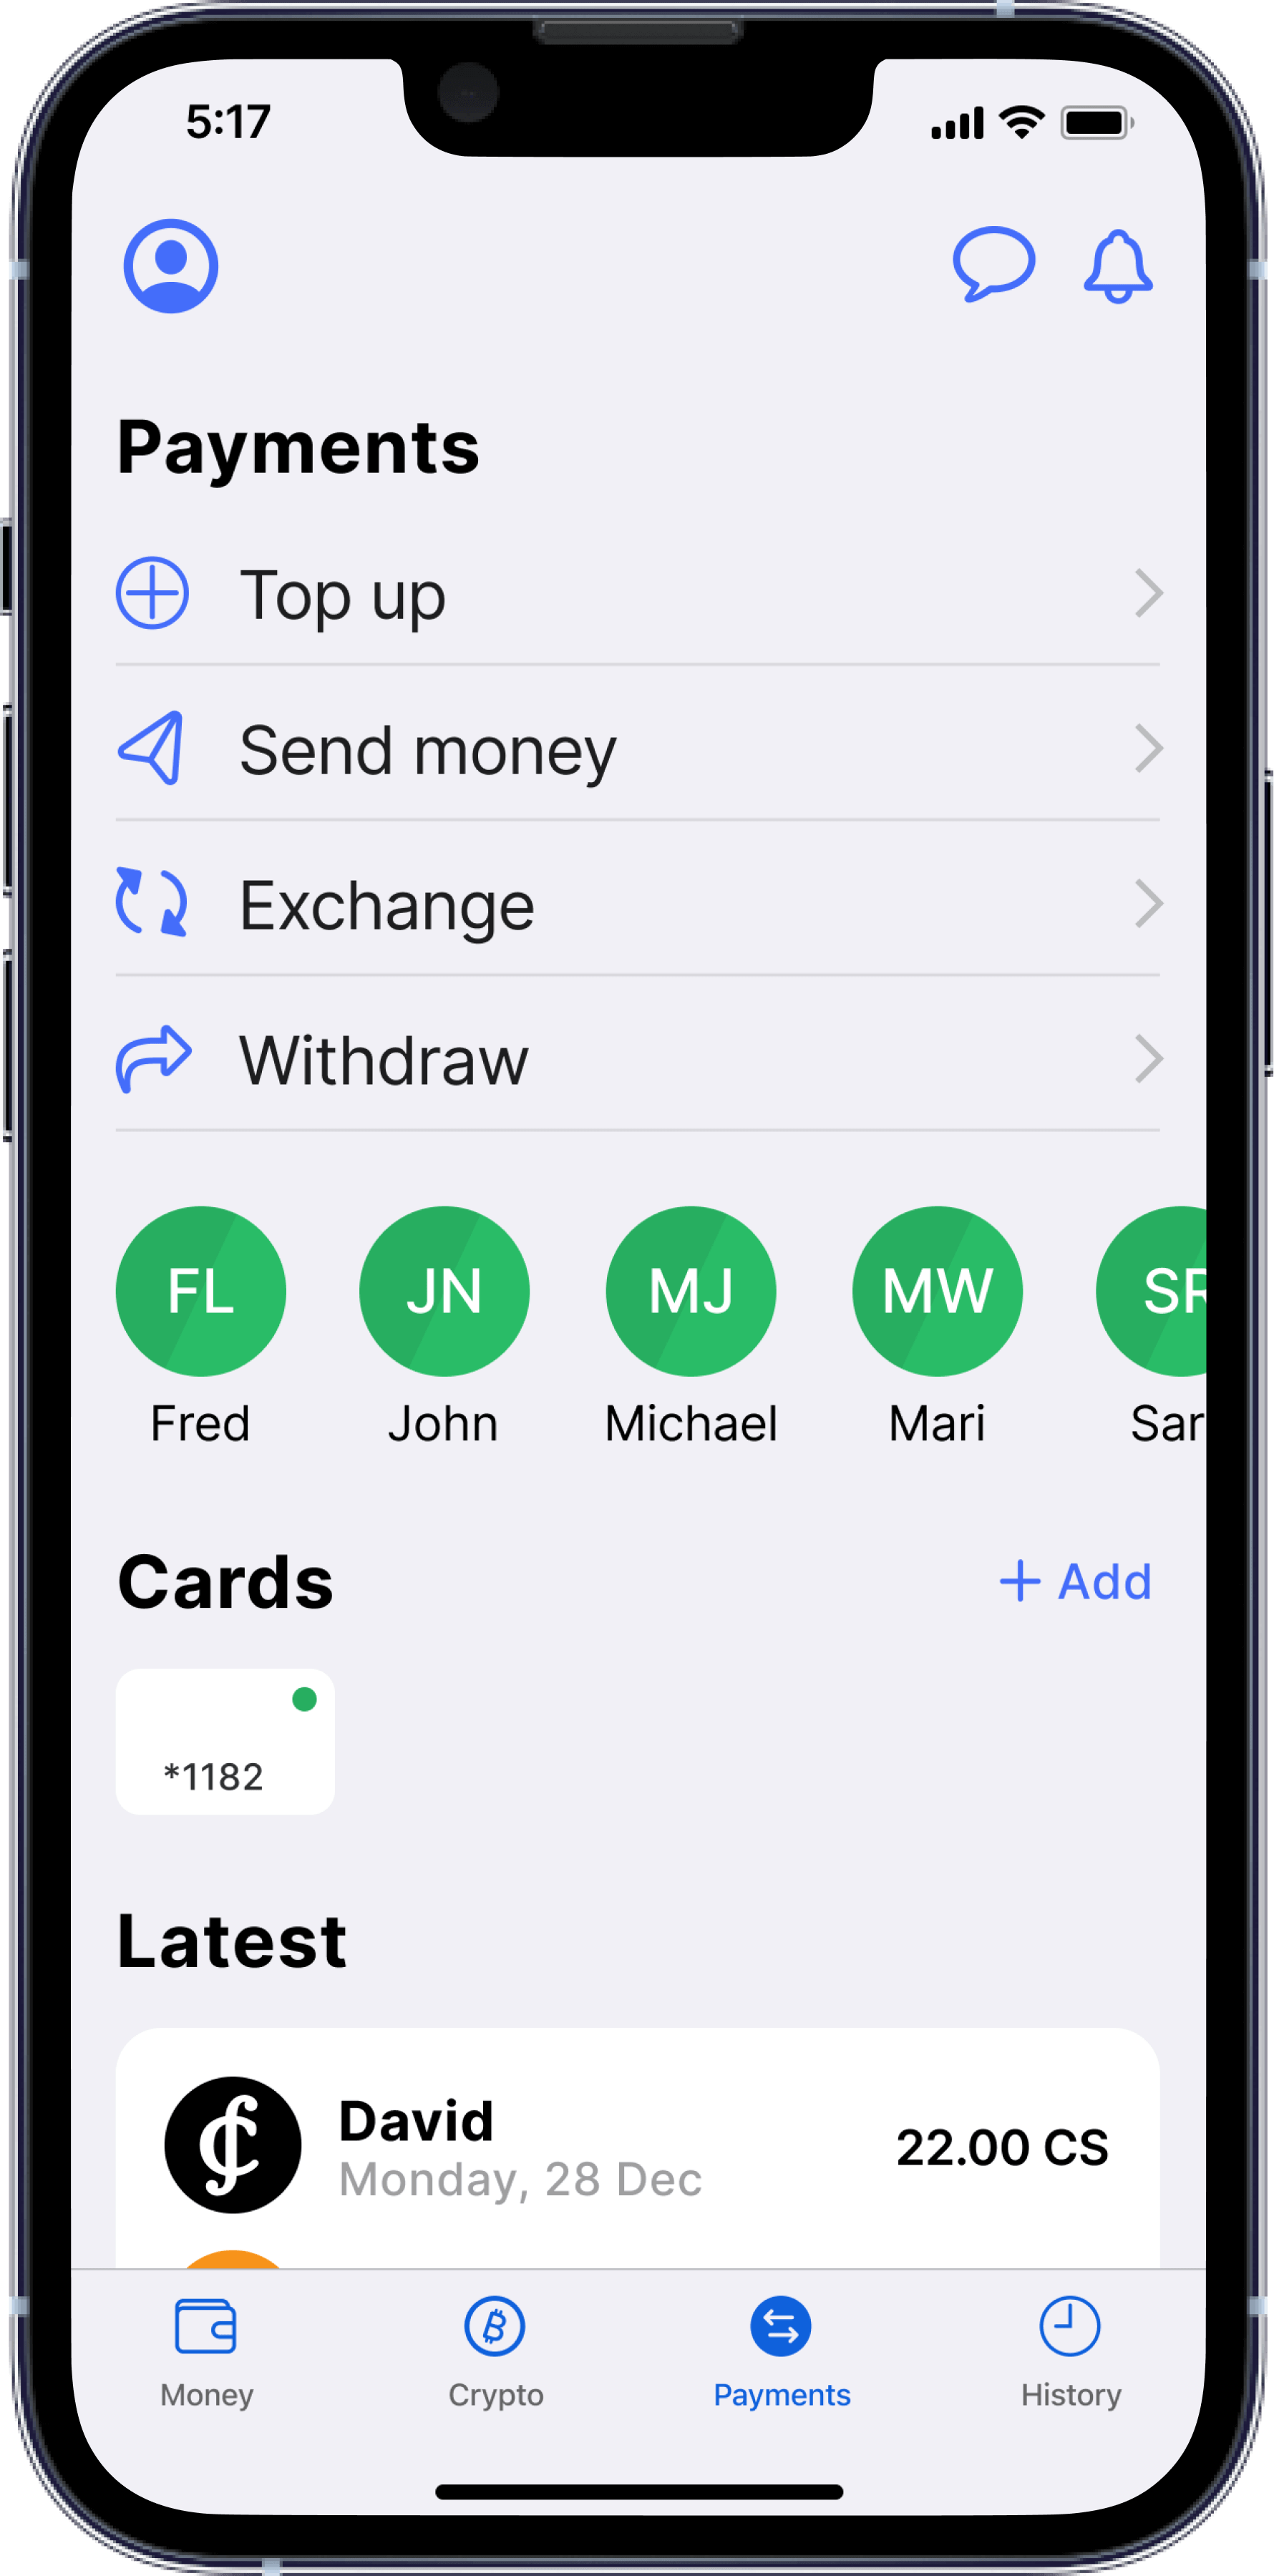 5:17
Payments
Top up
Send money
Exchange
Withdraw
FL JN MJ MW SR
Fred John Michael Mari Sar
Cards + Add
*1182
Latest
David
22.00 CS
Monday, 28 Dec
Money Crypto Payments History